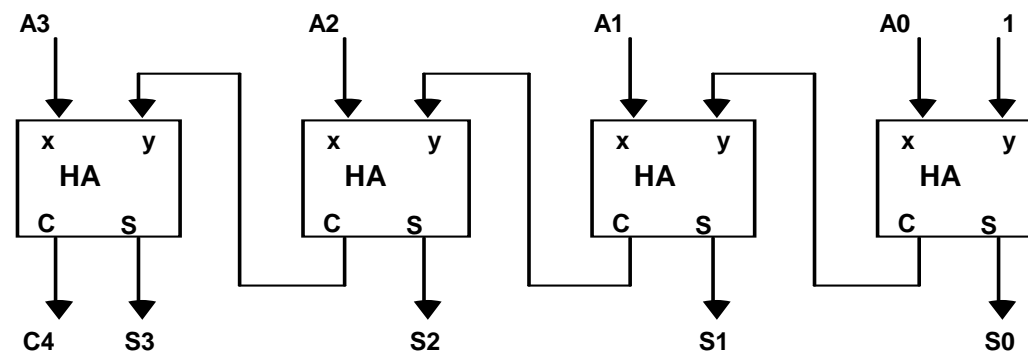 A3 A2 A1 A0 1
x y x y x y x y
HA HA HA HA
C S C S C S C S
C4 S3 S2 S1 S0